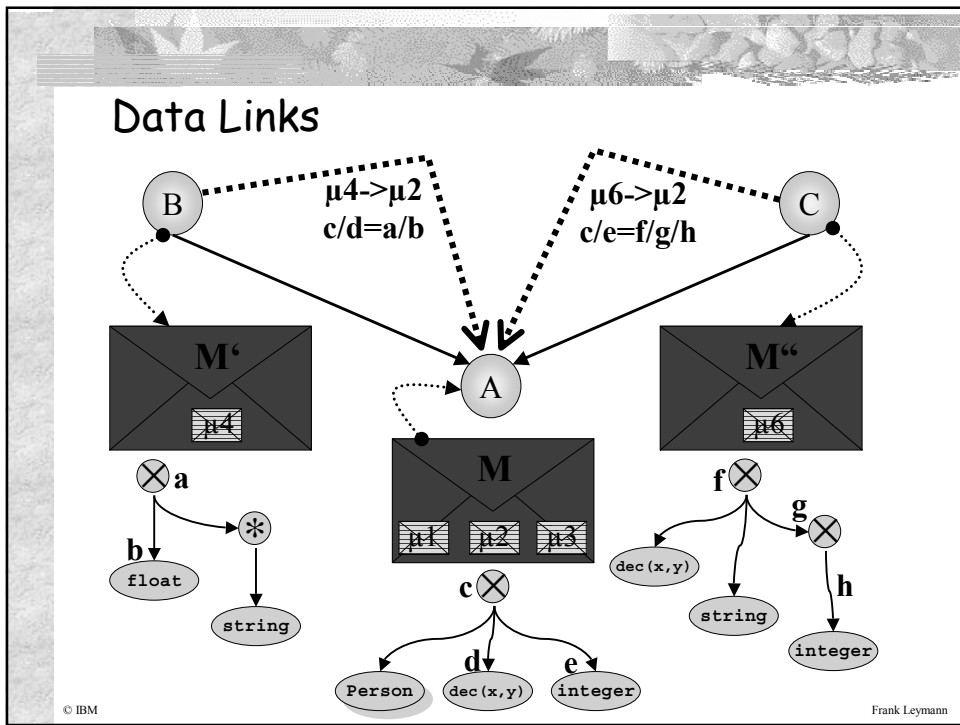 Data Links
B
µ4->µ2
c/d=a/b
µ6->µ2
c/e=f/g/h
C
M‘
µ4
A
M“
µ6
M
µ1 µ2 µ3
a
b
*
float
string
c
d
e
Person
dec(x,y)
integer
f
g
h
dec(x,y)
string
integer
© IBM
Frank Leymann